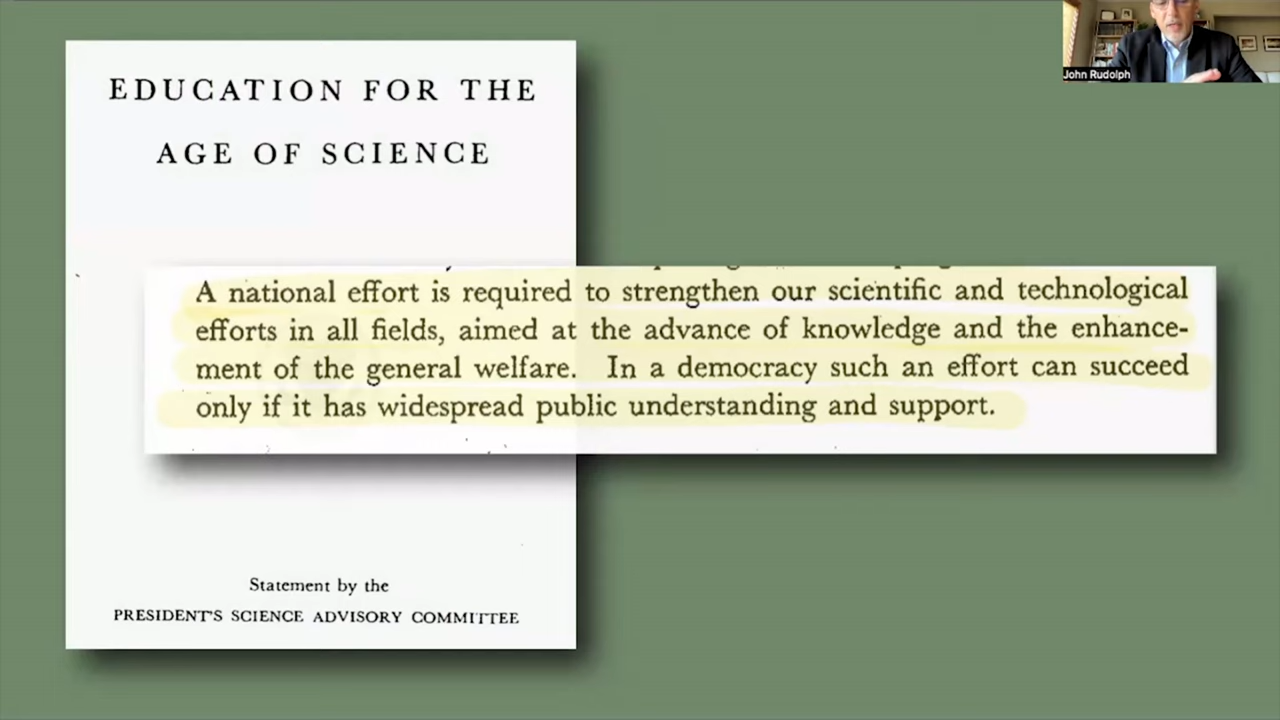 John Rudolph
EDUCATION FOR THE
AGE OF SCIENCE
A national effort is required to strengthen our scientific and technological
efforts in all fields, aimed at the advance of knowledge and the enhance-
ment of the general welfare. In a democracy such an effort can succeed
only if it has widespread public understanding and support.
Statement by the
PRESIDENT'S SCIENCE ADVISORY COMMITTEE